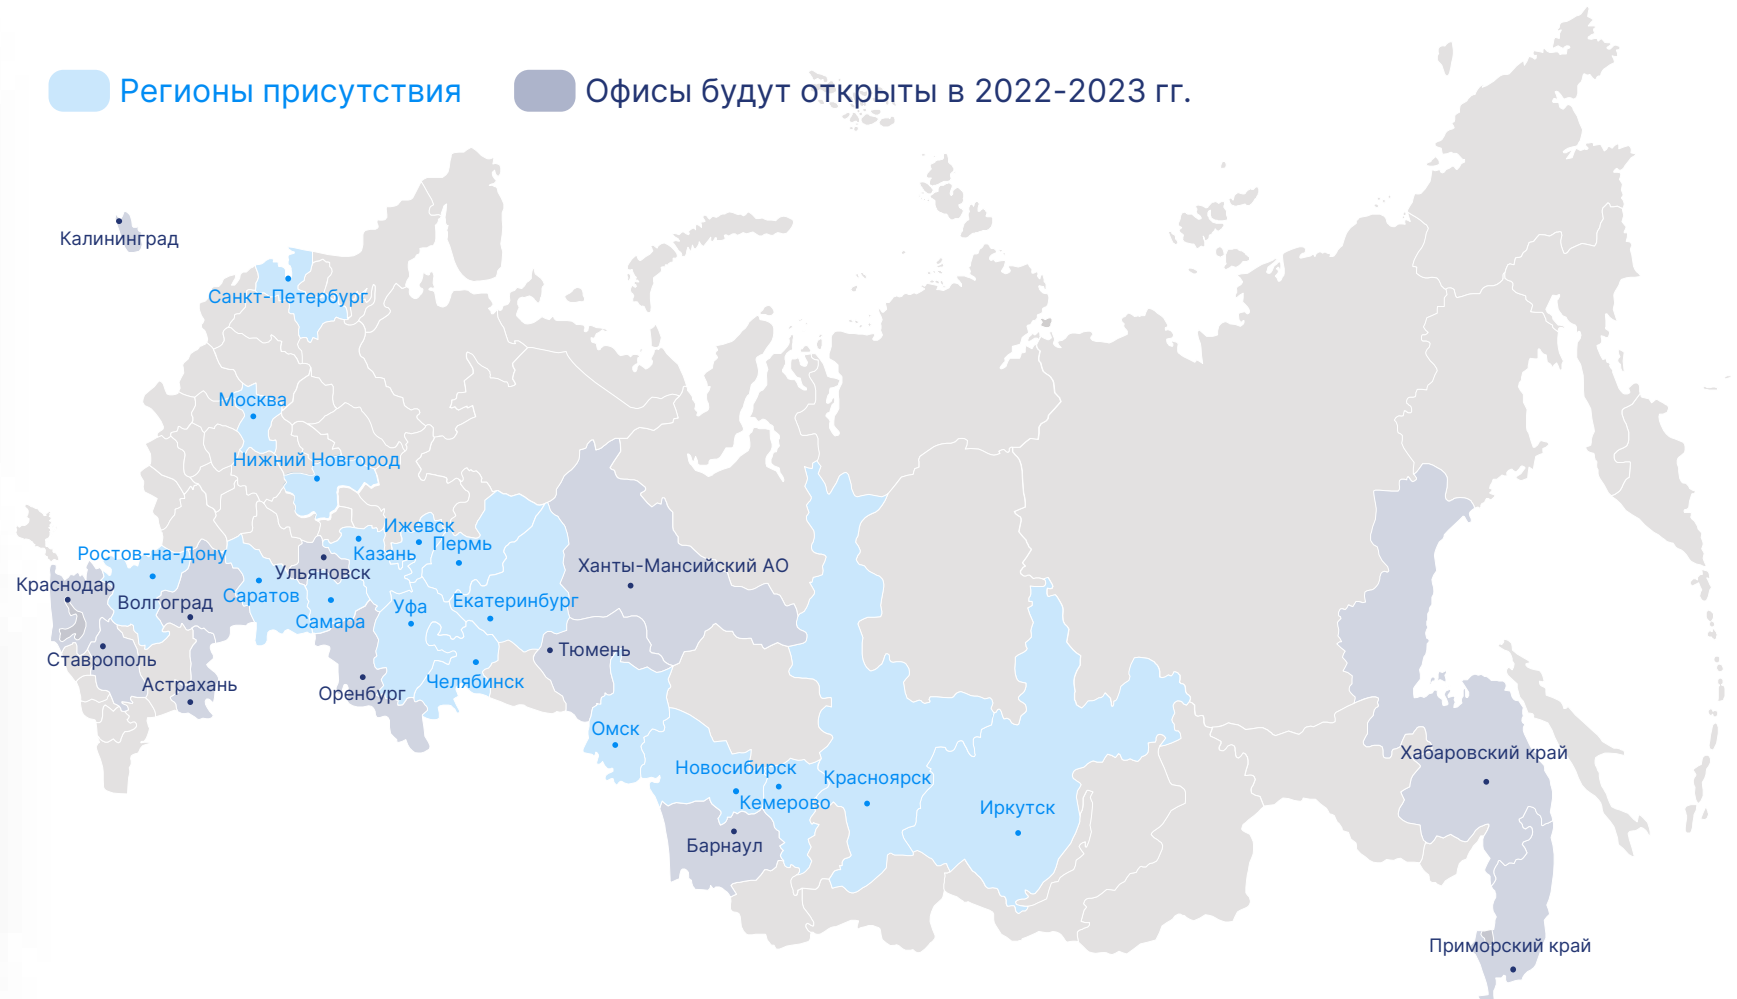 Регионы присутствия
Офисы будут открыты в 2022-2023 гг.
Калининград
Санкт-Петербург
Москва
Нижний Новгород
Ижевск
Пермь
Казань
Ростов-на-Дону
Ульяновск
Ханты-Мансийский АО
Краснодар
Волгоград
Саратов
Самара
Уфа
Екатеринбург
Ставрополь
Тюмень
Астрахань
Оренбург
Челябинск
Омск
Новосибирск
Кемерово
Красноярск
Иркутск
Барнаул
Хабаровский край
Приморский край